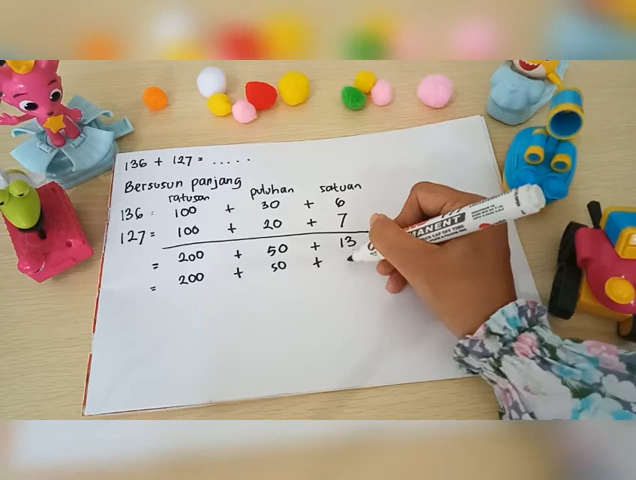 136 + 127 = .....
Bersusun panjang
ratusan puluhan satuan
136 = 100 + 30 + 6
127 = 100 + 20 + 7
= 200 + 50 + 13
= 200 + 50 +
MANENT